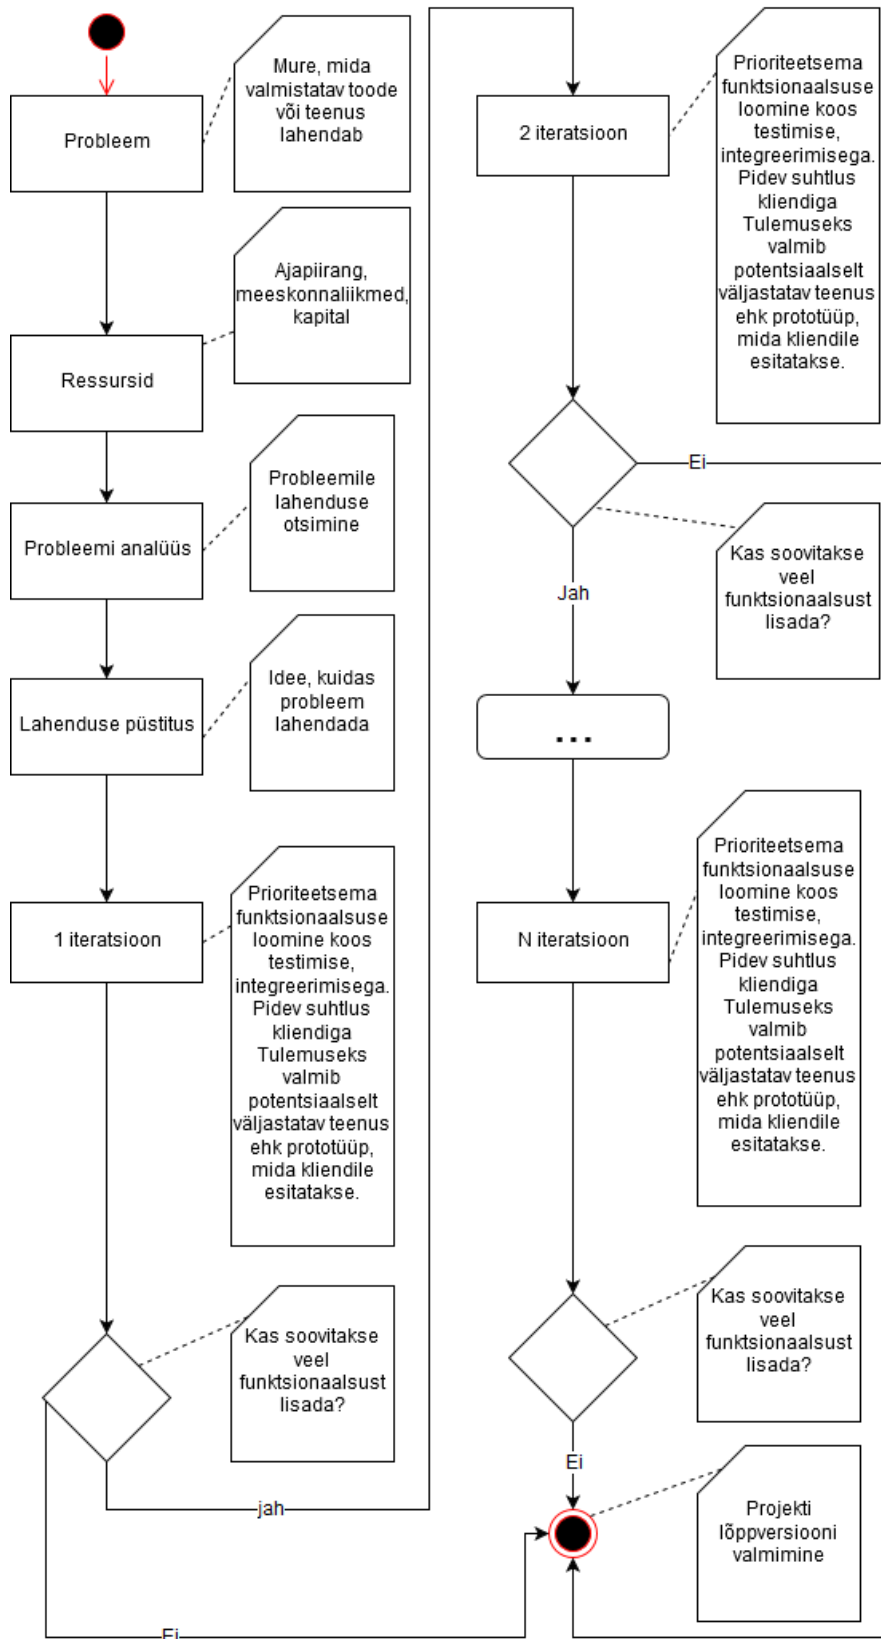 Probleem
Mure, mida
valmistatav toode
või teenus
lahendab
Ressursid
Ajapiirang,
meeskonnaliikmed,
kapital
Probleemi analüüs
Probleemile
lahenduse
otsimine
Lahenduse püstitus
Idee, kuidas
probleem
lahendada
1 iteratsioon
Prioriteetsema
funktsionaalsuse
loomine koos
testimise,
integreerimisega.
Pidev suhtlus
kliendiga
Tulemuseks
valmib
potentsiaalselt
väljastatav teenus
ehk prototüüp,
mida kliendile
esitatakse.
Kas soovitakse
veel
funktsionaalsust
lisada?
jah
Ei
2 iteratsioon
Prioriteetsema
funktsionaalsuse
loomine koos
testimise,
integreerimisega.
Pidev suhtlus
kliendiga
Tulemuseks
valmib
potentsiaalselt
väljastatav teenus
ehk prototüüp,
mida kliendile
esitatakse.
Ei
Kas soovitakse
veel
funktsionaalsust
lisada?
Jah
...
N iteratsioon
Prioriteetsema
funktsionaalsuse
loomine koos
testimise,
integreerimisega.
Pidev suhtlus
kliendiga
Tulemuseks
valmib
potentsiaalselt
väljastatav teenus
ehk prototüüp,
mida kliendile
esitatakse.
Kas soovitakse
veel
funktsionaalsust
lisada?
Ei
Projekti
lõppversiooni
valmimine